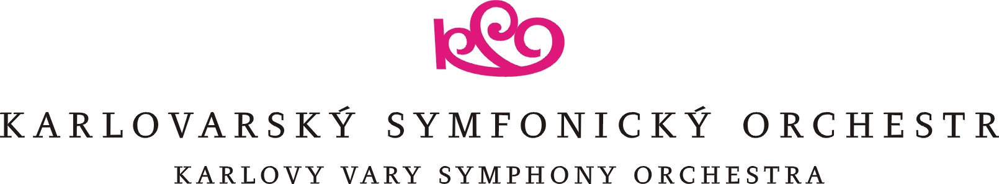 KARLOVARSKÝ SYMFONICKÝ ORCHESTR
KARLOVY VARY SYMPHONY ORCHESTRA